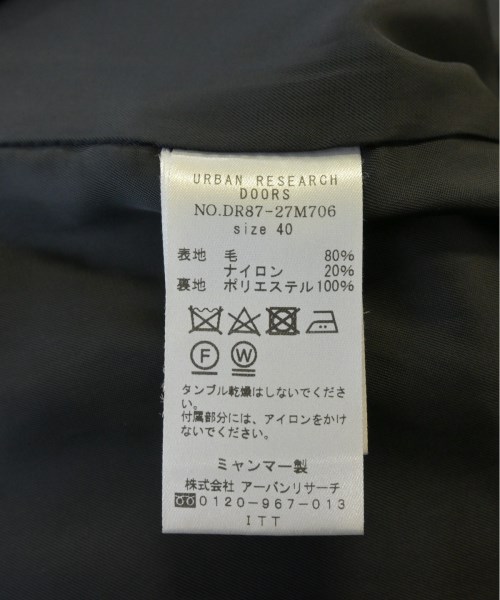 URBAN RESEARCH
DOORS
NO.DR87-27M706
size 40
表地 毛 80%
ナイロン 20%
裏地 ポリエステル 100%
F W
タンブル乾燥はしないでくださ
い。
付属部分には、アイロンをかけ
ないでください。
ミャンマー製
株式会社 アーバンリサーチ
0120-967-013
ITT